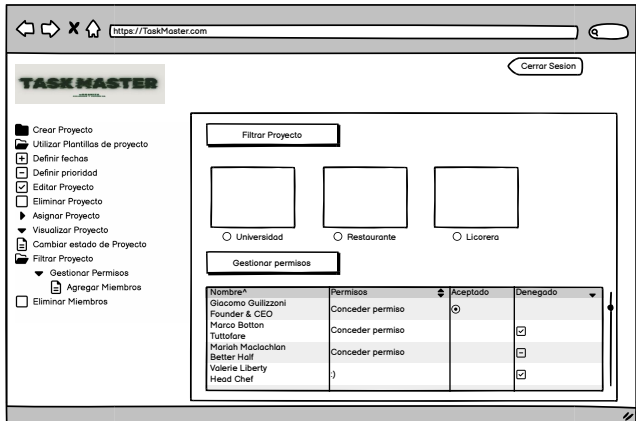 https://TaskMaster.com
Cerrar Sesion
TASK MASTER
Crear Proyecto
Utilizar Plantillas de proyecto
Definir fechas
Definir prioridad
Editar Proyecto
Eliminar Proyecto
Asignar Proyecto
Visualizar Proyecto
Cambiar estado de Proyecto
Filtrar Proyecto
Gestionar Permisos
Agregar Miembros
Eliminar Miembros
Filtrar Proyecto
Universidad
Restaurante
Licorera
Gestionar permisos
Nombre^ Permisos Aceptado Denegado
Giacomo Guilizzoni
Founder & CEO
Conceder permiso
Marco Botton
Tuttofare
Conceder permiso
Mariah Maclachlan
Better Half
Conceder permiso
Valerie Liberty
Head Chef
:)